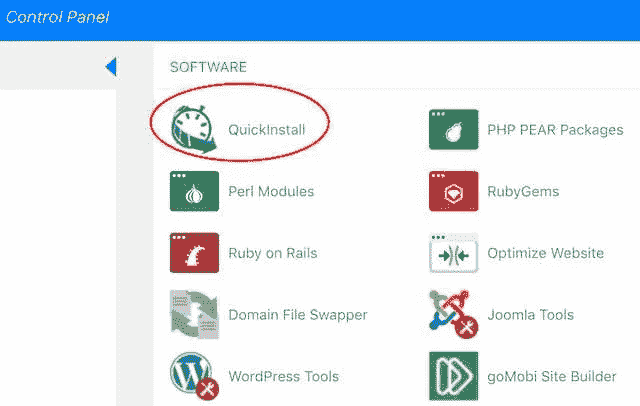 Control Panel
SOFTWARE
QuickInstall
PHP PEAR Packages
Perl Modules
RubyGems
Ruby on Rails
Optimize Website
Domain File Swapper
Joomla Tools
WordPress Tools
goMobi Site Builder